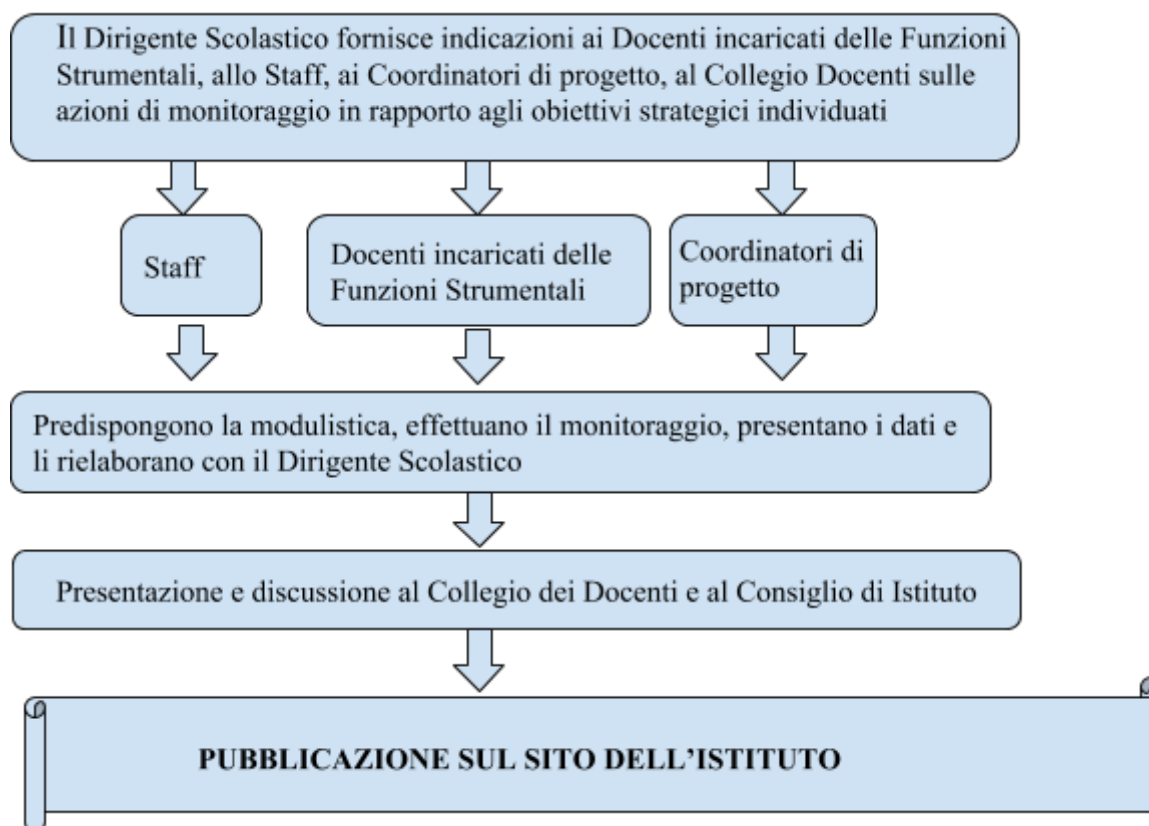 Il Dirigente Scolastico fornisce indicazioni ai Docenti incaricati delle Funzioni
Strumentali, allo Staff, ai Coordinatori di progetto, al Collegio Docenti sulle
azioni di monitoraggio in rapporto agli obiettivi strategici individuati
Staff
Docenti incaricati delle
Funzioni Strumentali
Coordinatori di
progetto
Predispongono la modulistica, effettuano il monitoraggio, presentano i dati e
li rielaborano con il Dirigente Scolastico
Presentazione e discussione al Collegio dei Docenti e al Consiglio di Istituto
PUBBLICAZIONE SUL SITO DELL’ISTITUTO